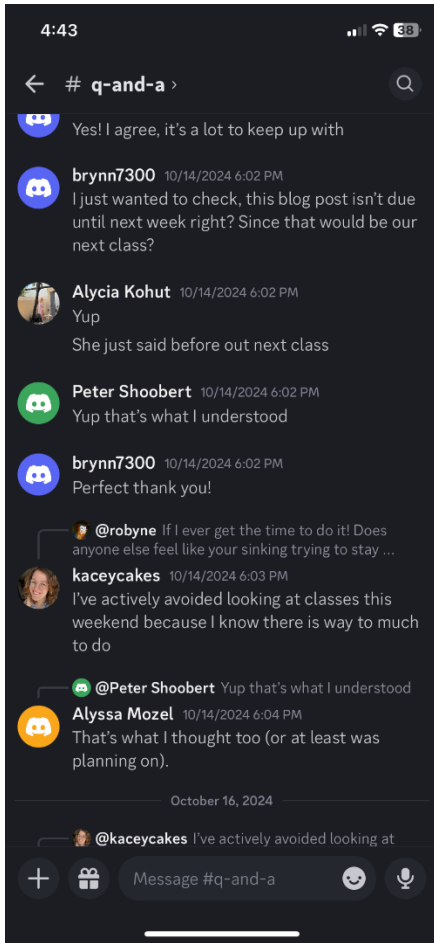 4:43
38
# q-and-a ›
Yes! I agree, it's a lot to keep up with
brynn7300 10/14/2024 6:02 PM
I just wanted to check, this blog post isn't due
until next week right? Since that would be our
next class?
Alycia Kohut 10/14/2024 6:02 PM
Yup
She just said before out next class
Peter Shoobert 10/14/2024 6:02 PM
Yup that's what I understood
brynn7300 10/14/2024 6:02 PM
Perfect thank you!
@robyne If I ever get the time to do it! Does
anyone else feel like your sinking trying to stay ...
kaceycakes 10/14/2024 6:03 PM
I've actively avoided looking at classes this
weekend because I know there is way to much
to do
@Peter Shoobert Yup that's what I understood
Alyssa Mozel 10/14/2024 6:04 PM
That's what I thought too (or at least was
planning on).
October 16, 2024
@kaceycakes I've actively avoided looking at
Message #q-and-a